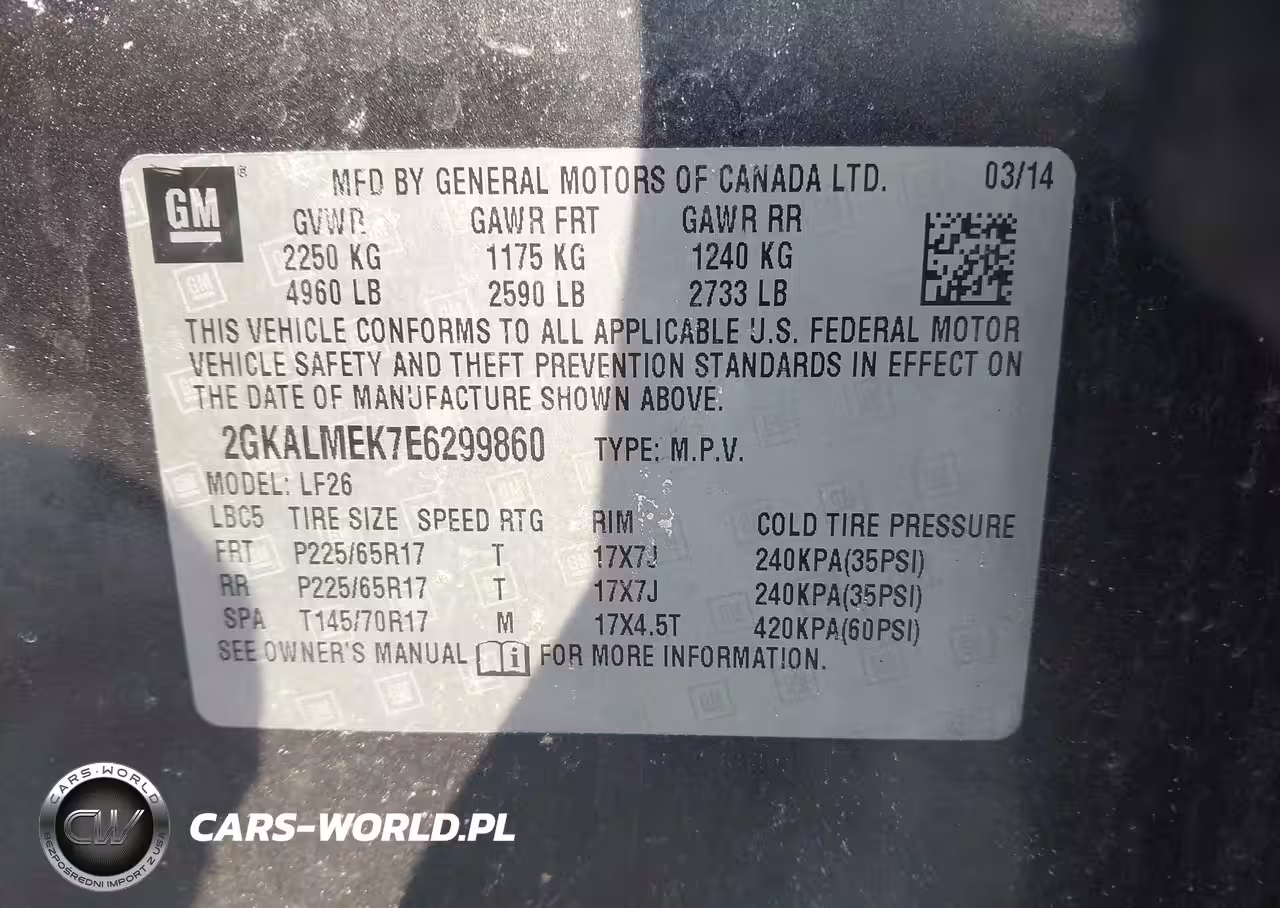 GM
®
MFD BY GENERAL MOTORS OF CANADA LTD. 03/14
GVWR GAWR FRT GAWR RR
2250 KG 1175 KG 1240 KG
4960 LB 2590 LB 2733 LB
THIS VEHICLE CONFORMS TO ALL APPLICABLE U.S. FEDERAL MOTOR
VEHICLE SAFETY AND THEFT PREVENTION STANDARDS IN EFFECT ON
THE DATE OF MANUFACTURE SHOWN ABOVE.
2GKALMEK7E6299860 TYPE: M.P.V.
MODEL: LF26
LBC5 TIRE SIZE SPEED RTG RIM COLD TIRE PRESSURE
FRT P225/65R17 T 17X7J 240KPA(35PSI)
RR P225/65R17 T 17X7J 240KPA(35PSI)
SPA T145/70R17 M 17X4.5T 420KPA(60PSI)
SEE OWNER'S MANUAL i FOR MORE INFORMATION.
CARS-WORLD
CW
BEZPOŚREDNI IMPORT Z USA
CARS-WORLD.PL